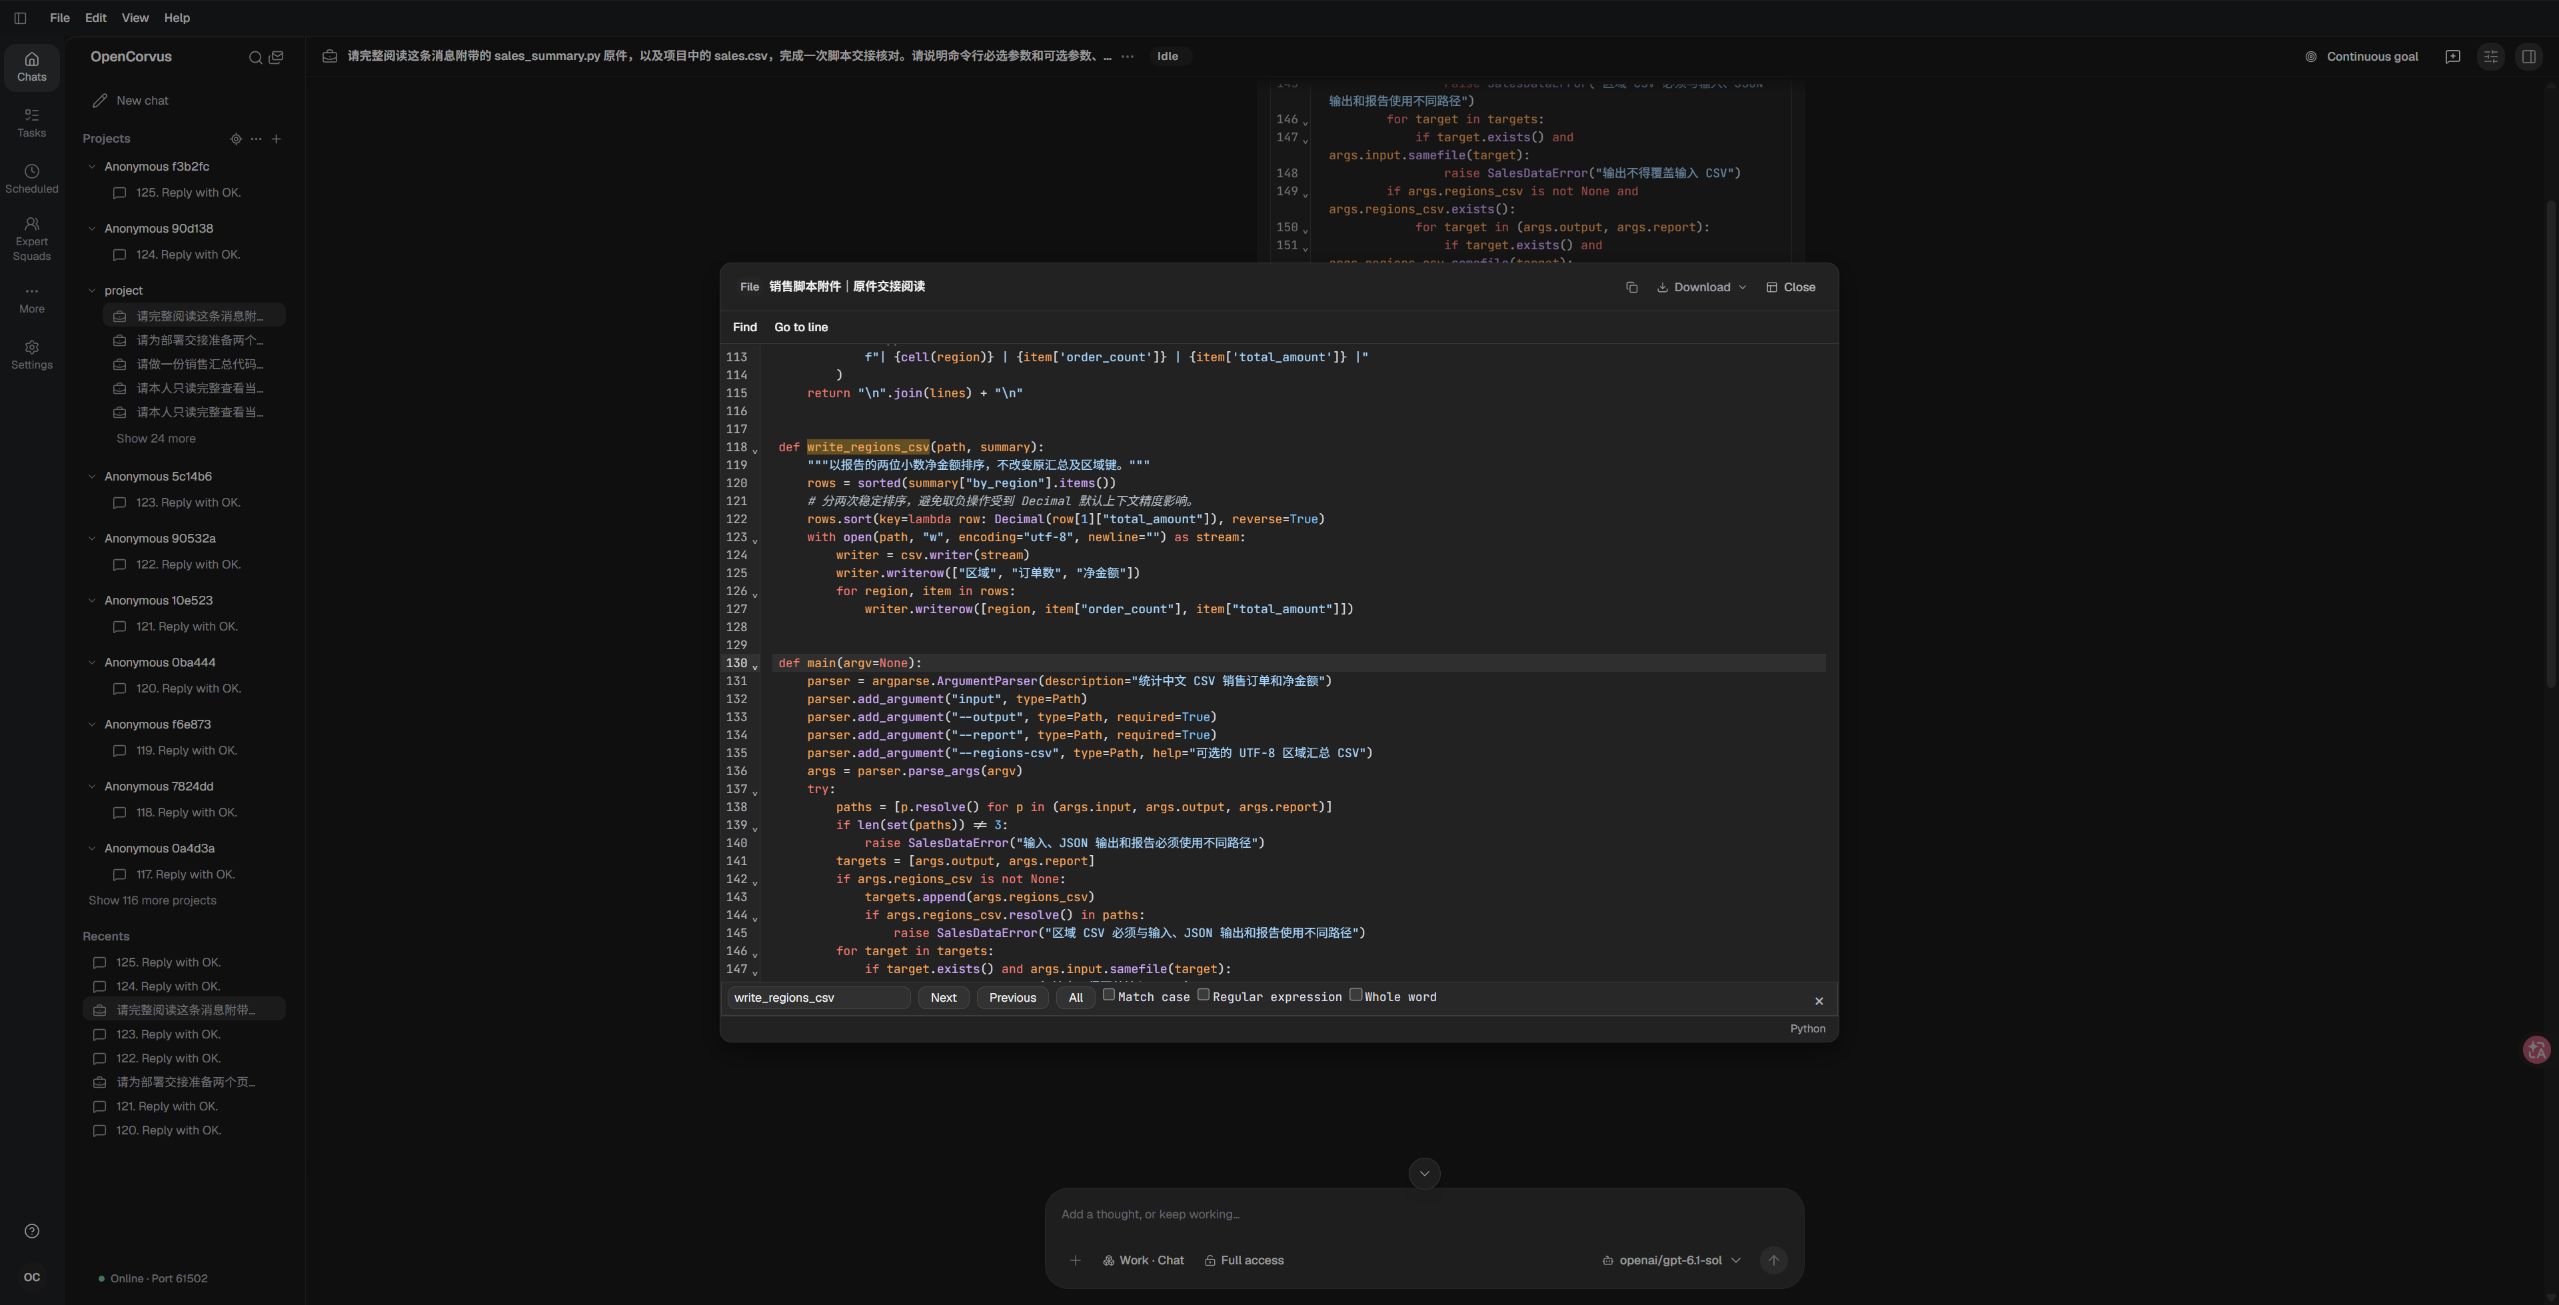 File Edit View Help
Chats
Tasks
Scheduled
Expert
Squads
More
Settings
OC
OpenCorvus
New chat
Projects
Anonymous f3b2fc
125. Reply with OK.
Anonymous 90d138
124. Reply with OK.
project
请完整阅读这条消息附...
请为部署交接准备两个...
请做一份销售汇总代码...
请本人只读完整查看当...
请本人只读完整查看当...
Show 24 more
Anonymous 5c14b6
123. Reply with OK.
Anonymous 90532a
122. Reply with OK.
Anonymous 10e523
121. Reply with OK.
Anonymous 0ba444
120. Reply with OK.
Anonymous f6e873
119. Reply with OK.
Anonymous 7824dd
118. Reply with OK.
Anonymous 0a4d3a
117. Reply with OK.
Show 116 more projects
Recents
125. Reply with OK.
124. Reply with OK.
请完整阅读这条消息附带...
123. Reply with OK.
122. Reply with OK.
请为部署交接准备两个页...
121. Reply with OK.
120. Reply with OK.
Online · Port 61502
请完整阅读这条消息附带的 sales_summary.py 原件，以及项目中的 sales.csv，完成一次脚本交接核对。请说明命令行必选参数和可选参数、... Idle
Continuous goal
输出和报告使用不同路径")
146 for target in targets:
147 if target.exists() and
args.input.samefile(target):
148 raise SalesDataError("输出不得覆盖输入 CSV")
149 if args.regions_csv is not None and
args.regions_csv.exists():
150 for target in (args.output, args.report):
151 if target.exists() and
File 销售脚本附件｜原件交接阅读
Download Close
Find Go to line
113 f"| {cell(region)} | {item['order_count']} | {item['total_amount']} |"
114 )
115 return "\n".join(lines) + "\n"
116
117
118 def write_regions_csv(path, summary):
119 """以报告的两位小数净金额排序，不改变原汇总及区域键。"""
120 rows = sorted(summary["by_region"].items())
121 # 分两次稳定排序，避免取负操作受到 Decimal 默认上下文精度影响。
122 rows.sort(key=lambda row: Decimal(row[1]["total_amount"]), reverse=True)
123 with open(path, "w", encoding="utf-8", newline="") as stream:
124 writer = csv.writer(stream)
125 writer.writerow(["区域", "订单数", "净金额"])
126 for region, item in rows:
127 writer.writerow([region, item["order_count"], item["total_amount"]])
128
129
130 def main(argv=None):
131 parser = argparse.ArgumentParser(description="统计中文 CSV 销售订单和净金额")
132 parser.add_argument("input", type=Path)
133 parser.add_argument("--output", type=Path, required=True)
134 parser.add_argument("--report", type=Path, required=True)
135 parser.add_argument("--regions-csv", type=Path, help="可选的 UTF-8 区域汇总 CSV")
136 args = parser.parse_args(argv)
137 try:
138 paths = [p.resolve() for p in (args.input, args.output, args.report)]
139 if len(set(paths)) != 3:
140 raise SalesDataError("输入、JSON 输出和报告必须使用不同路径")
141 targets = [args.output, args.report]
142 if args.regions_csv is not None:
143 targets.append(args.regions_csv)
144 if args.regions_csv.resolve() in paths:
145 raise SalesDataError("区域 CSV 必须与输入、JSON 输出和报告使用不同路径")
146 for target in targets:
147 if target.exists() and args.input.samefile(target):
write_regions_csv Next Previous All Match case Regular expression Whole word
Python
Add a thought, or keep working...
Work · Chat Full access openai/gpt-6.1-sol